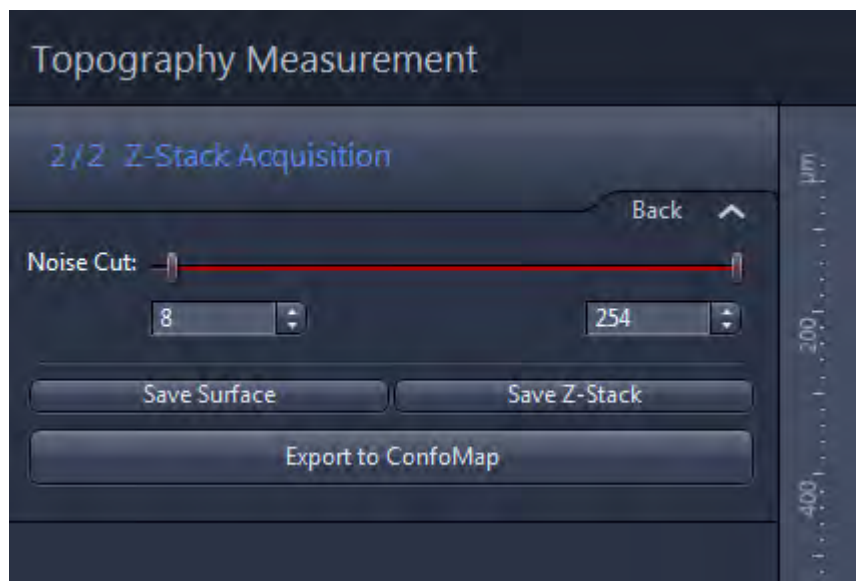 Topography Measurement
2/2 Z-Stack Acquisition
Back
Noise Cut:
8 254
Save Surface Save Z-Stack
Export to ConfoMap
µm
200
400